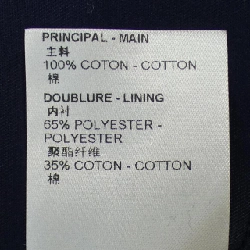 PRINCIPAL - MAIN
主料
100% COTON - COTTON
棉
DOUBLURE - LINING
内衬
65% POLYESTER -
POLYESTER
聚酯纤维
35% COTON - COTTON
棉